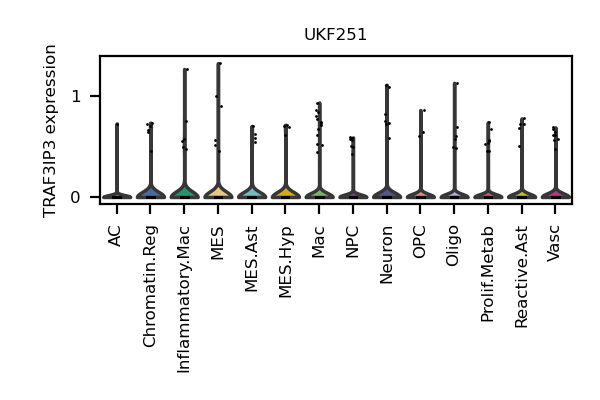 UKF251
TRAF3IP3 expression
1
0
AC
Chromatin.Reg
Inflammatory.Mac
MES
MES.Ast
MES.Hyp
Mac
NPC
Neuron
OPC
Oligo
Prolif.Metab
Reactive.Ast
Vasc